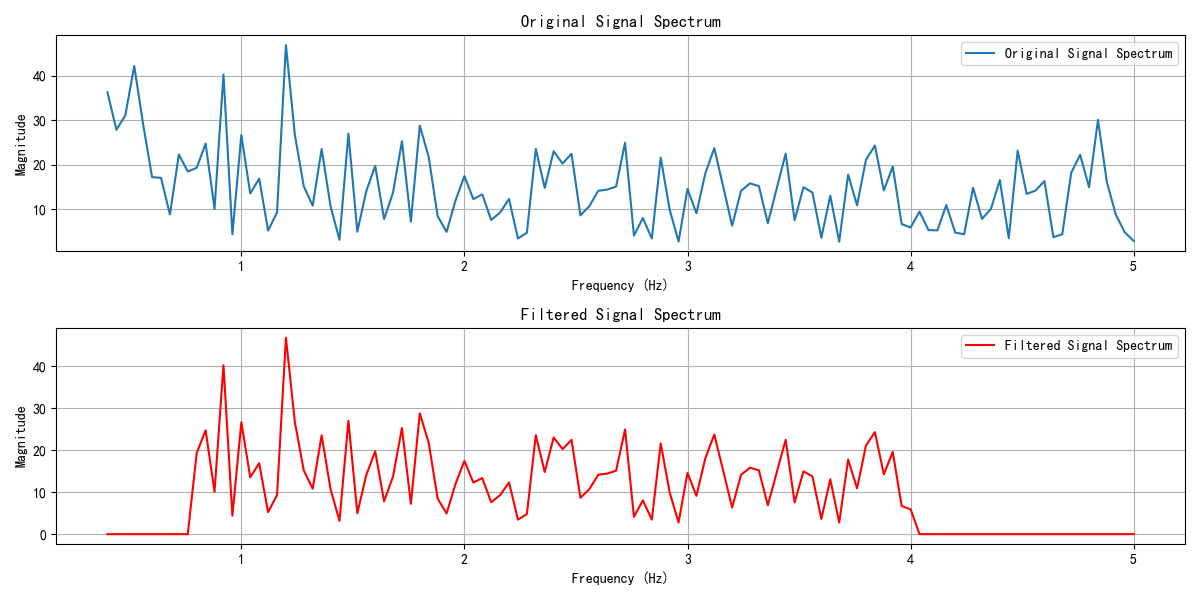 Original Signal Spectrum
Original Signal Spectrum
Magnitude
40
30
20
10
1 2 3 4 5
Frequency (Hz)
Filtered Signal Spectrum
Filtered Signal Spectrum
Magnitude
40
30
20
10
0
1 2 3 4 5
Frequency (Hz)